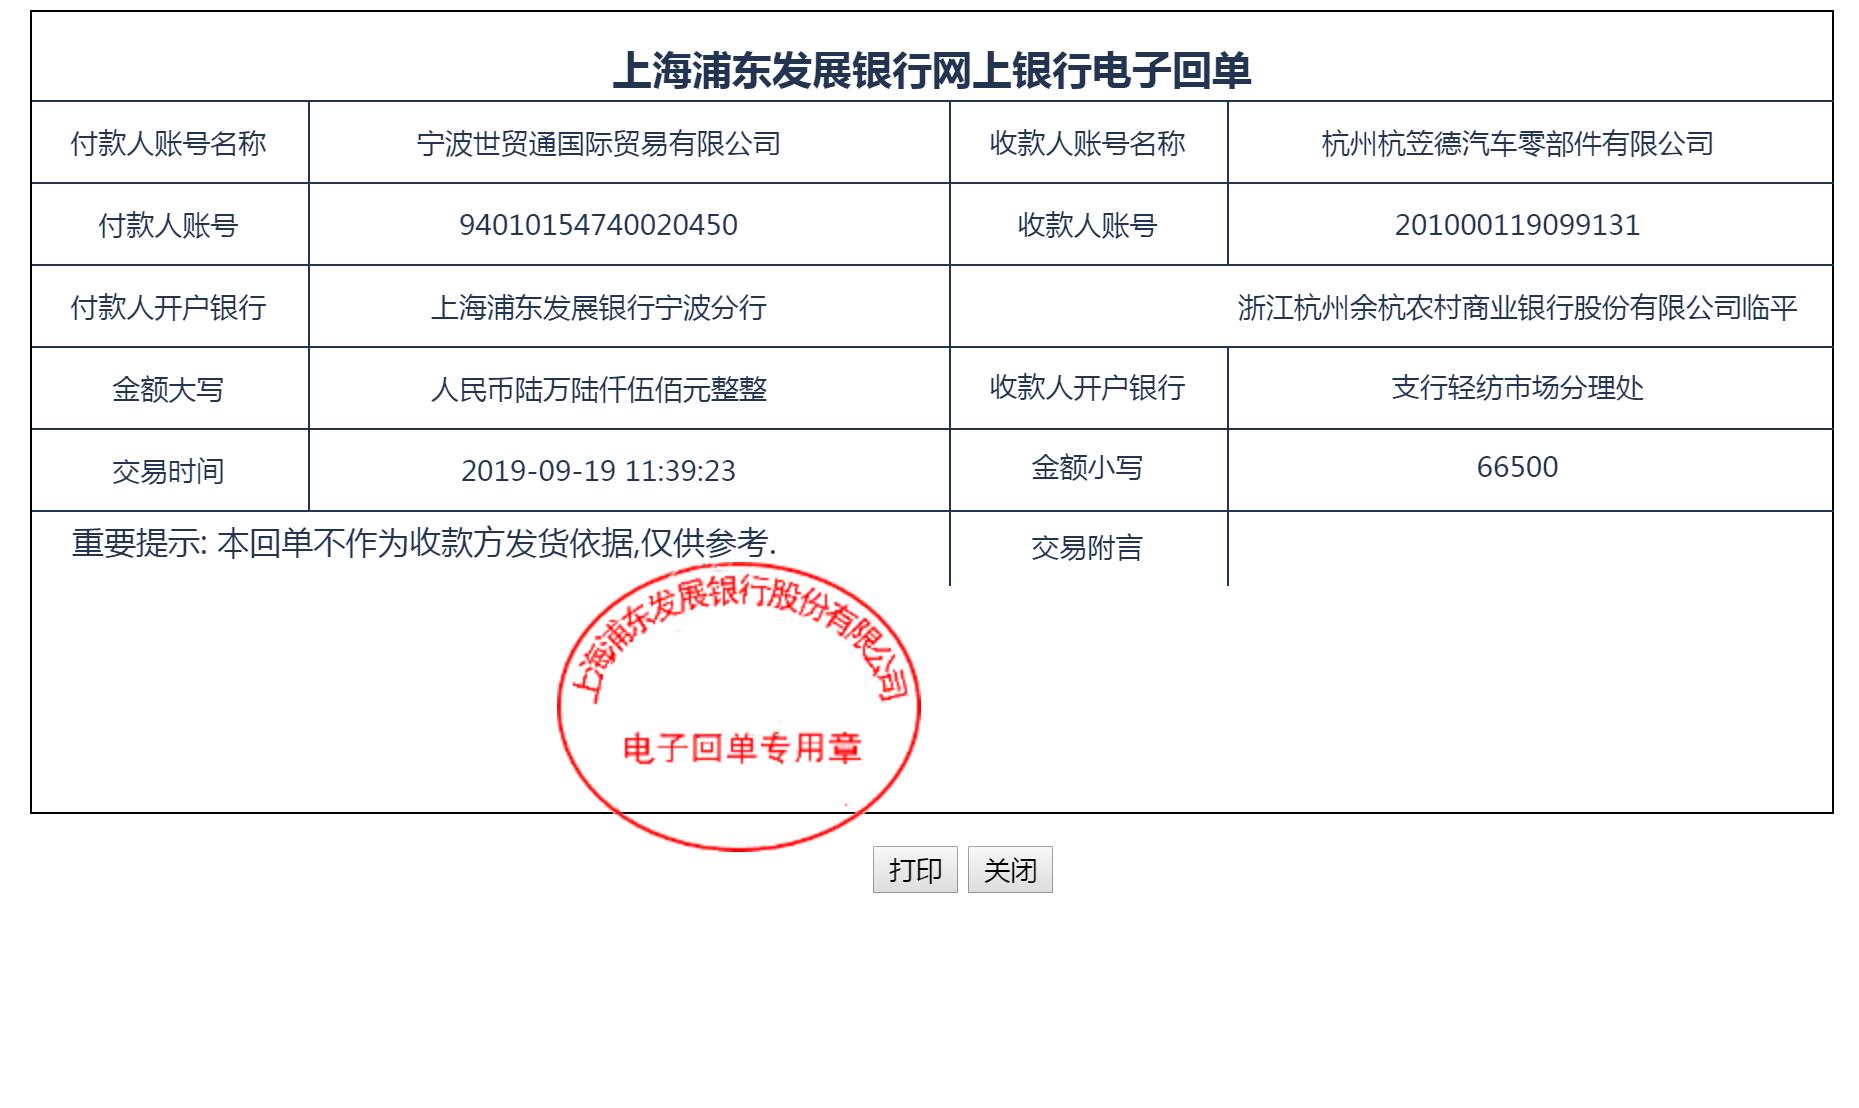 上海浦东发展银行网上银行电子回单
付款人账号名称 宁波世贸通国际贸易有限公司 收款人账号名称 杭州杭笠德汽车零部件有限公司
付款人账号 94010154740020450 收款人账号 201000119099131
付款人开户银行 上海浦东发展银行宁波分行 浙江杭州余杭农村商业银行股份有限公司临平
金额大写 人民币陆万陆仟伍佰元整整 收款人开户银行 支行轻纺市场分理处
交易时间 2019-09-19 11:39:23 金额小写 66500
重要提示: 本回单不作为收款方发货依据,仅供参考. 交易附言
上海浦东发展银行股份有限公司
电子回单专用章
打印 关闭